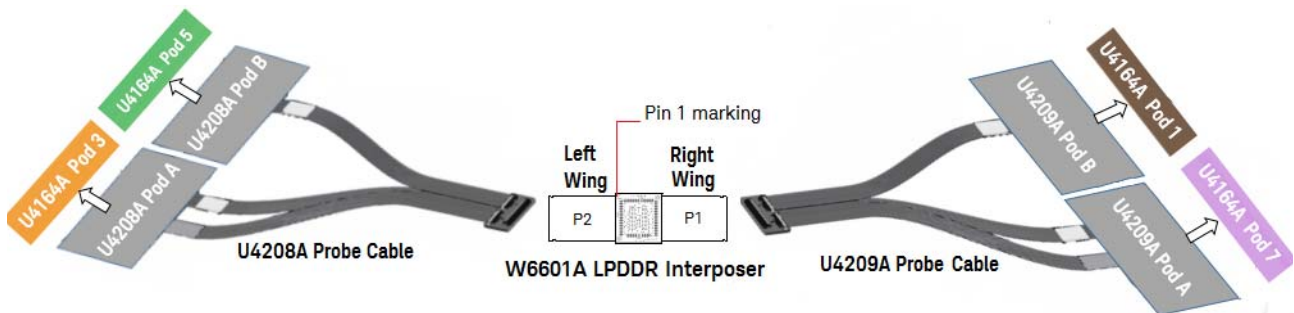 U4164A Pod 5
U4208A Pod B
U4164A Pod 3
U4208A Pod A
U4208A Probe Cable
Pin 1 marking
Left
Wing
Right
Wing
P2
P1
W6601A LPDDR Interposer
U4164A Pod 1
U4209A Pod B
U4164A Pod 7
U4209A Pod A
U4209A Probe Cable